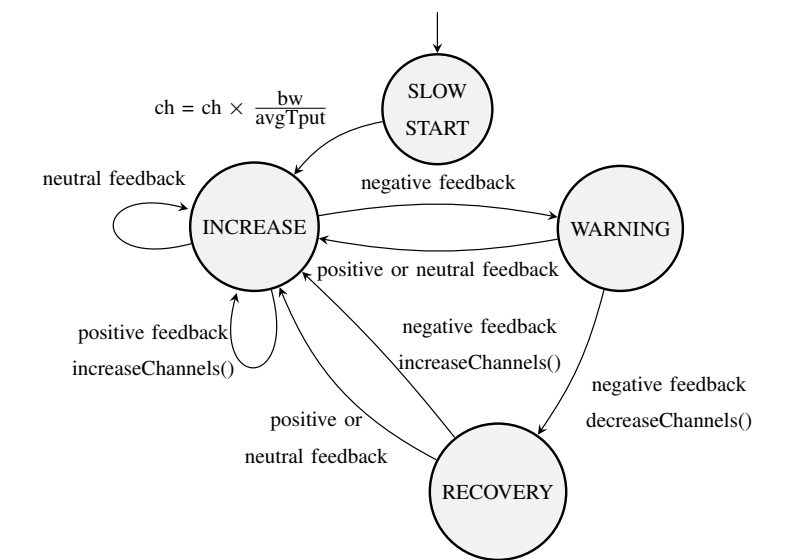 SLOW
START
ch = ch × bw
avgTput
neutral feedback
negative feedback
INCREASE
WARNING
positive or neutral feedback
positive feedback
increaseChannels()
negative feedback
increaseChannels()
negative feedback
decreaseChannels()
positive or
neutral feedback
RECOVERY